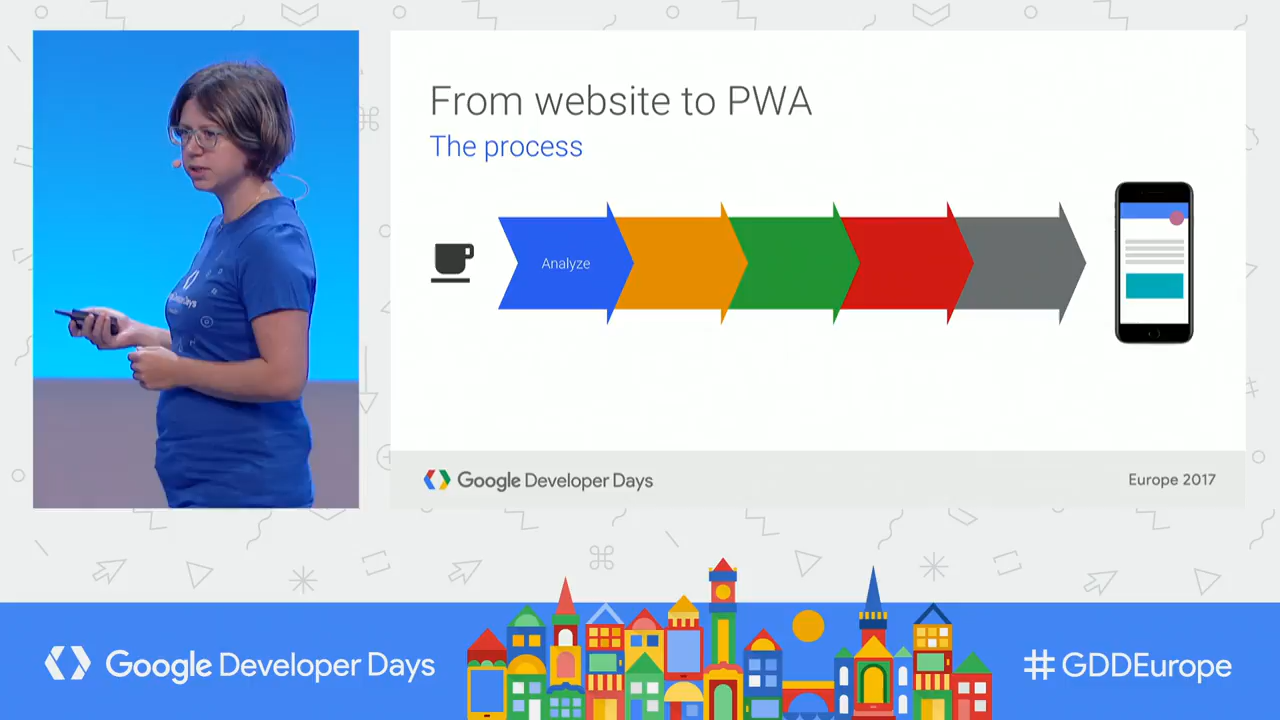 From website to PWA
The process
Analyze
Google Developer Days
Europe 2017
Google Developer Days
#GDDEurope